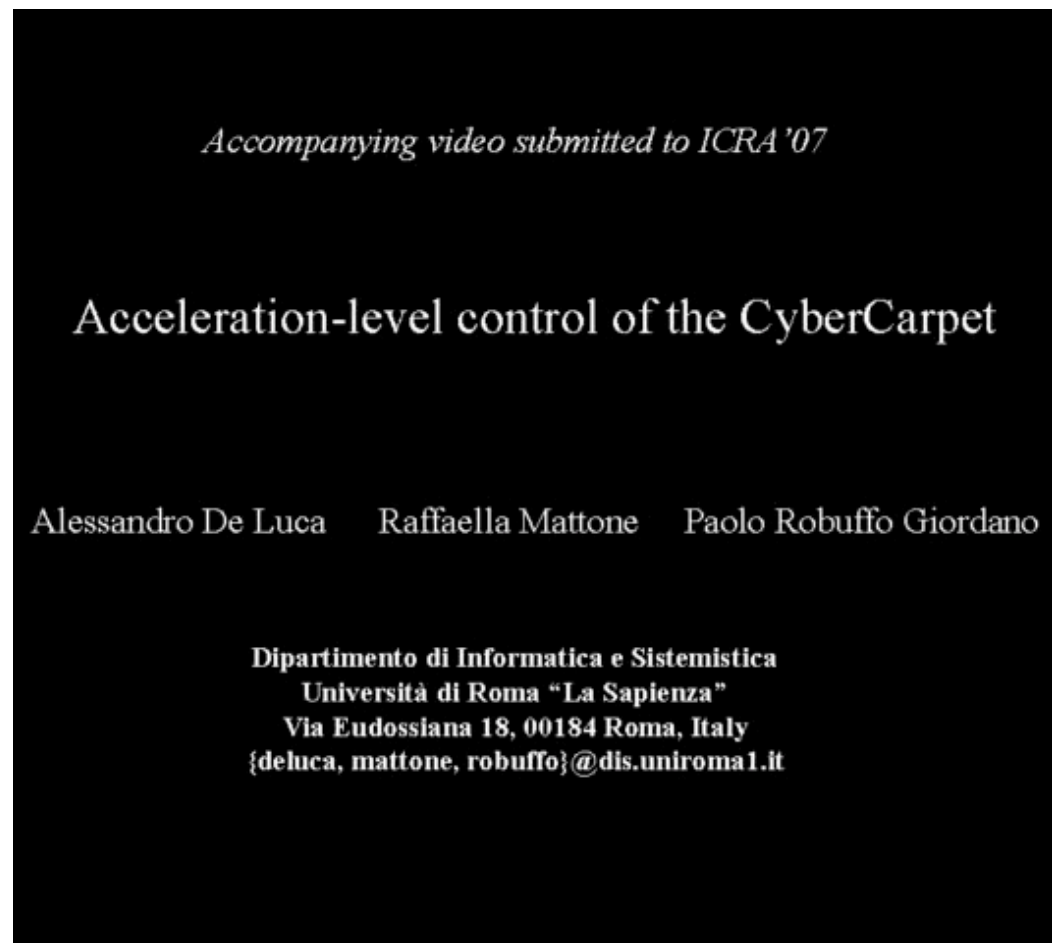 Accompanying video submitted to ICRA'07
Acceleration-level control of the CyberCarpet
Alessandro De Luca Raffaella Mattone Paolo Robuffo Giordano
Dipartimento di Informatica e Sistemistica
Università di Roma “La Sapienza”
Via Eudossiana 18, 00184 Roma, Italy
{deluca, mattone, robuffo}@dis.uniroma1.it